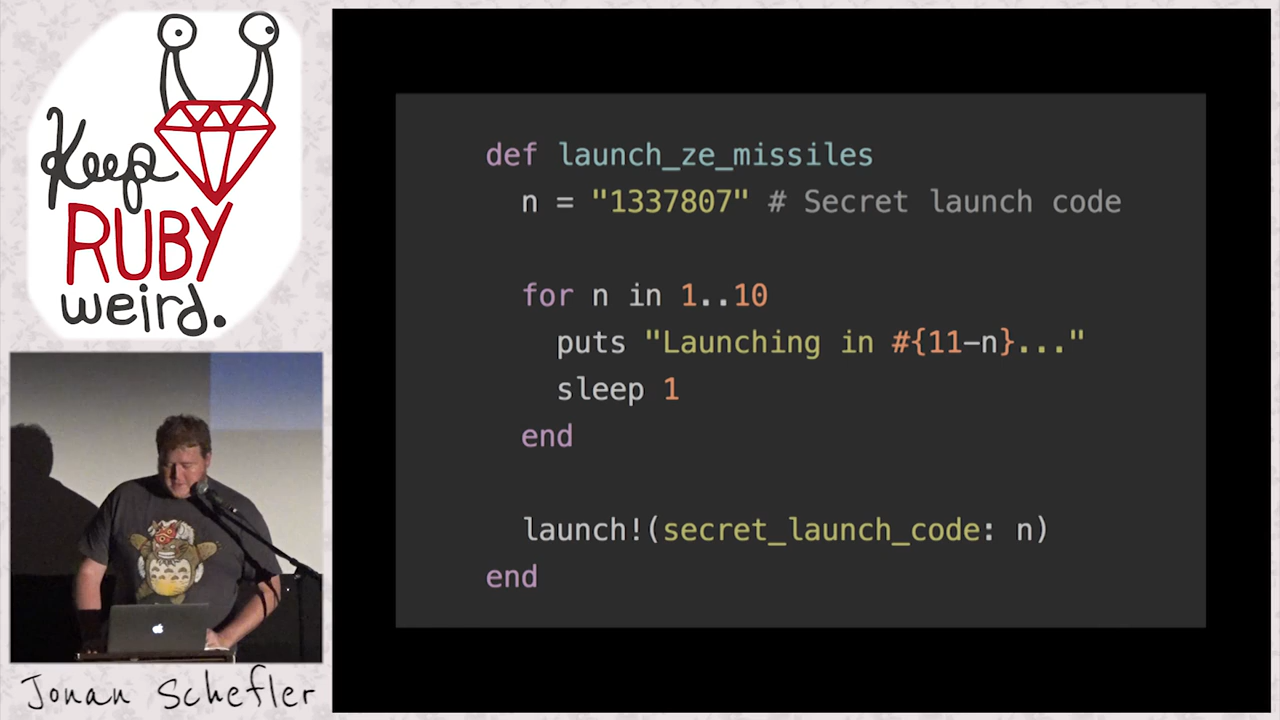 Keep
RUBY
weird.
def launch_ze_missiles
n = "1337807" # Secret launch code
for n in 1..10
puts "Launching in #{11-n}..."
sleep 1
end
launch!(secret_launch_code: n)
end
Jonan Schefler